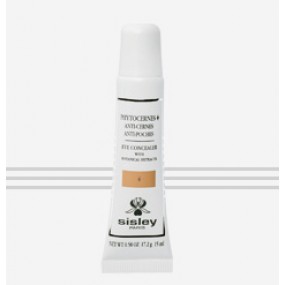 PHYTOCERNES+
ANTI-CERNES
ANTI-POCHES
EYE CONCEALER
WITH
BOTANICAL EXTRACTS
sisley
PARIS